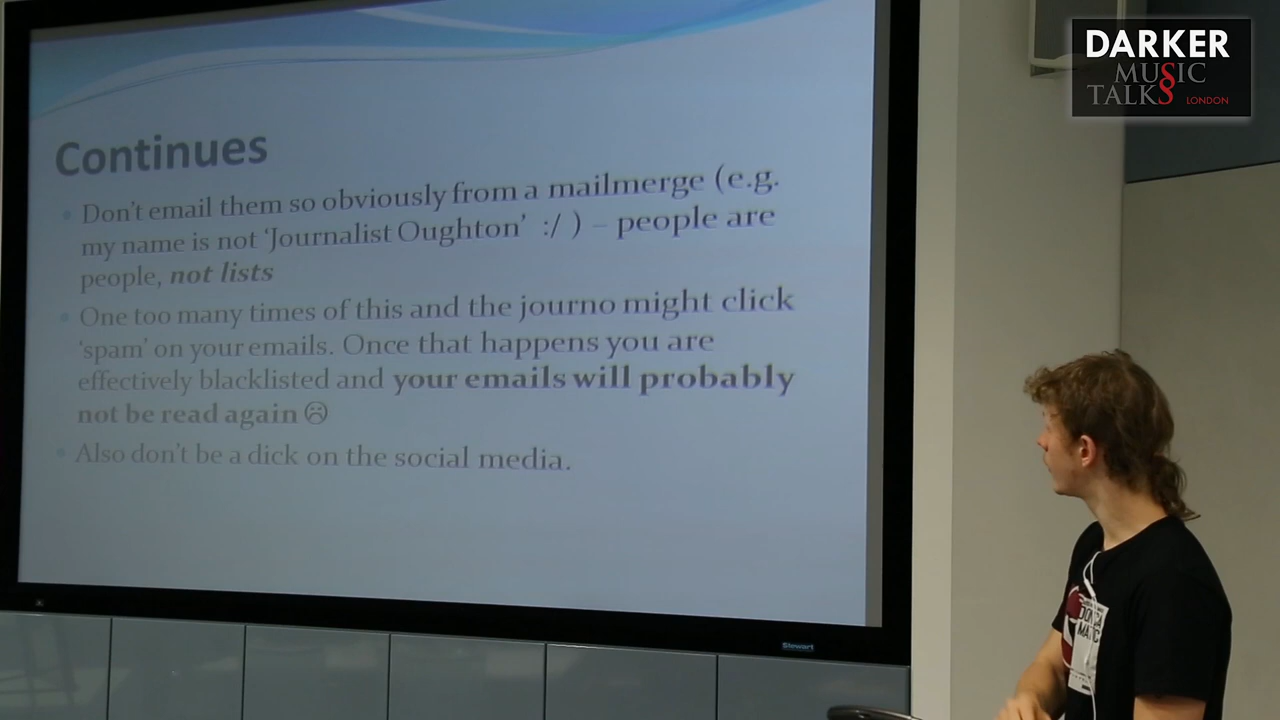 DARKER
MUSIC
TALKS LONDON
Continues
Don't email them so obviously from a mailmerge (e.g.
my name is not 'Journalist Oughton' :/ ) – people are
people, not lists
One too many times of this and the journo might click
'spam' on your emails. Once that happens you are
effectively blacklisted and your emails will probably
not be read again ☹
Also don't be a dick on the social media.
Stewart